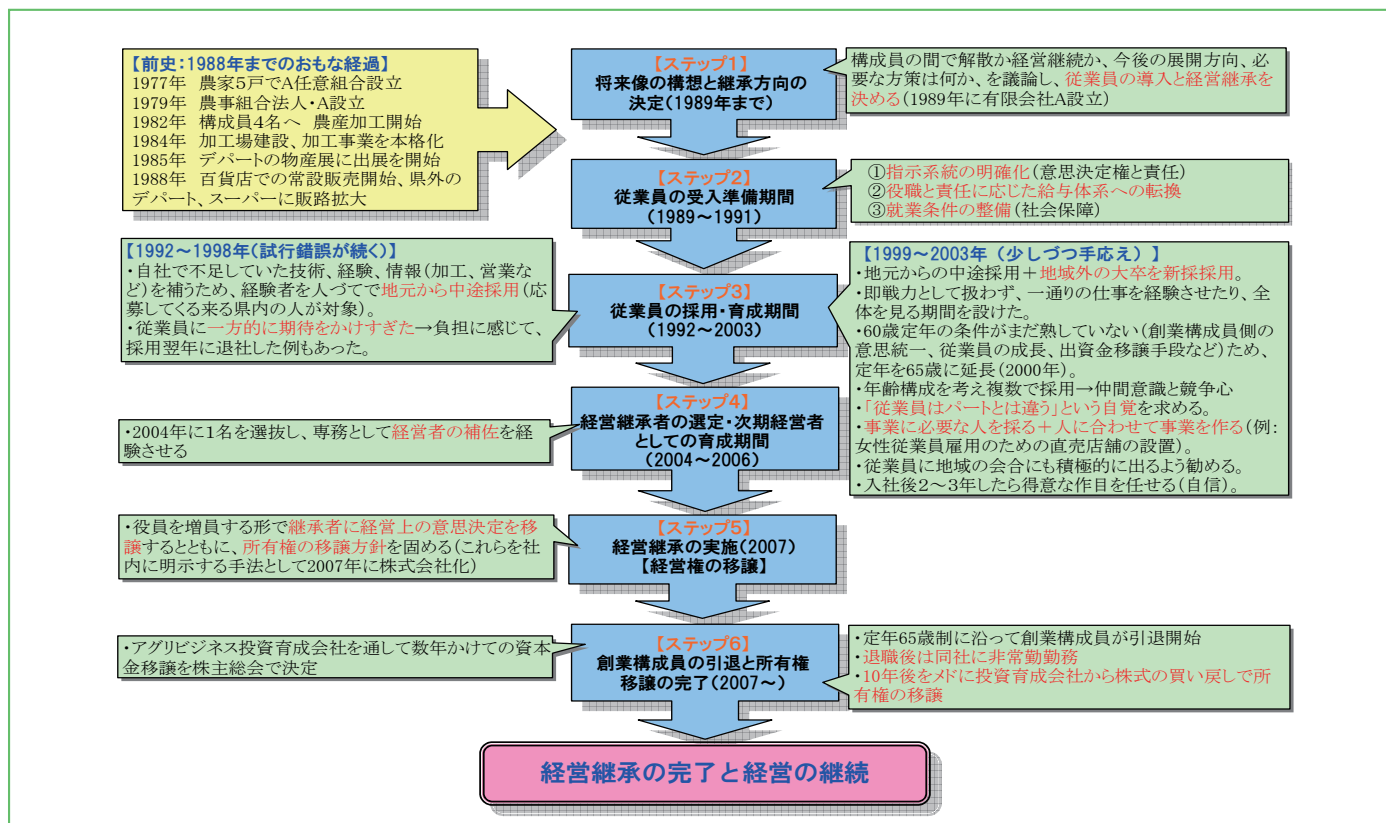 【前史：1988年までのおもな経過】
1977年　農家5戸でA任意組合設立
1979年　農事組合法人・A設立
1982年　構成員4名へ　農産加工開始
1984年　加工場建設、加工事業を本格化
1985年　デパートの物産展に出展を開始
1988年　百貨店での常設販売開始、県外の
デパート、スーパーに販路拡大
【ステップ1】
将来像の構想と継承方向の
決定（1989年まで）
構成員の間で解散か経営継続か、今後の展開方向、必
要な方策は何か、を議論し、従業員の導入と経営継承を
決める（1989年に有限会社A設立）
【ステップ2】
従業員の受入準備期間
（1989～1991）
①指示系統の明確化（意思決定権と責任）
②役職と責任に応じた給与体系への転換
③就業条件の整備（社会保障）
【1992～1998年（試行錯誤が続く）】
・自社で不足していた技術、経験、情報（加工、営業な
ど）を補うため、経験者を人づてで地元から中途採用（応
募してくる来る県内の人が対象）。
・従業員に一方的に期待をかけすぎた→負担に感じて、
採用翌年に退社した例もあった。
【ステップ3】
従業員の採用・育成期間
（1992～2003）
【1999～2003年（少しづつ手応え）】
・地元からの中途採用＋地域外の大卒を新採採用。
・即戦力として扱わず、一通りの仕事を経験させたり、全
体を見る期間を設けた。
・60歳定年の条件がまだ熟していない（創業構成員側の
意思統一、従業員の成長、出資金移譲手段など）ため、
定年を65歳に延長（2000年）。
・年齢構成を考え複数で採用→仲間意識と競争心
・「従業員はパートとは違う」という自覚を求める。
・事業に必要な人を採る＋人に合わせて事業を作る（例：
女性従業員雇用のための直売店舗の設置）。
・従業員に地域の会合にも積極的に出るよう勧める。
・入社後2～3年したら得意な作目を任せる（自信）。
・2004年に1名を選抜し、専務として経営者の補佐を経
験させる
【ステップ4】
経営継承者の選定・次期経営者
としての育成期間
（2004～2006）
・役員を増員する形で継承者に経営上の意思決定を移
譲するとともに、所有権の移譲方針を固める（これらを社
内に明示する手法として2007年に株式会社化）
【ステップ5】
経営継承の実施（2007）
【経営権の移譲】
・アグリビジネス投資育成会社を通して数年かけての資本
金移譲を株主総会で決定
【ステップ6】
創業構成員の引退と所有権
移譲の完了（2007～）
・定年65歳制に沿って創業構成員が引退開始
・退職後は同社に非常勤勤務
・10年後をメドに投資育成会社から株式の買い戻しで所
有権の移譲
経営継承の完了と経営の継続